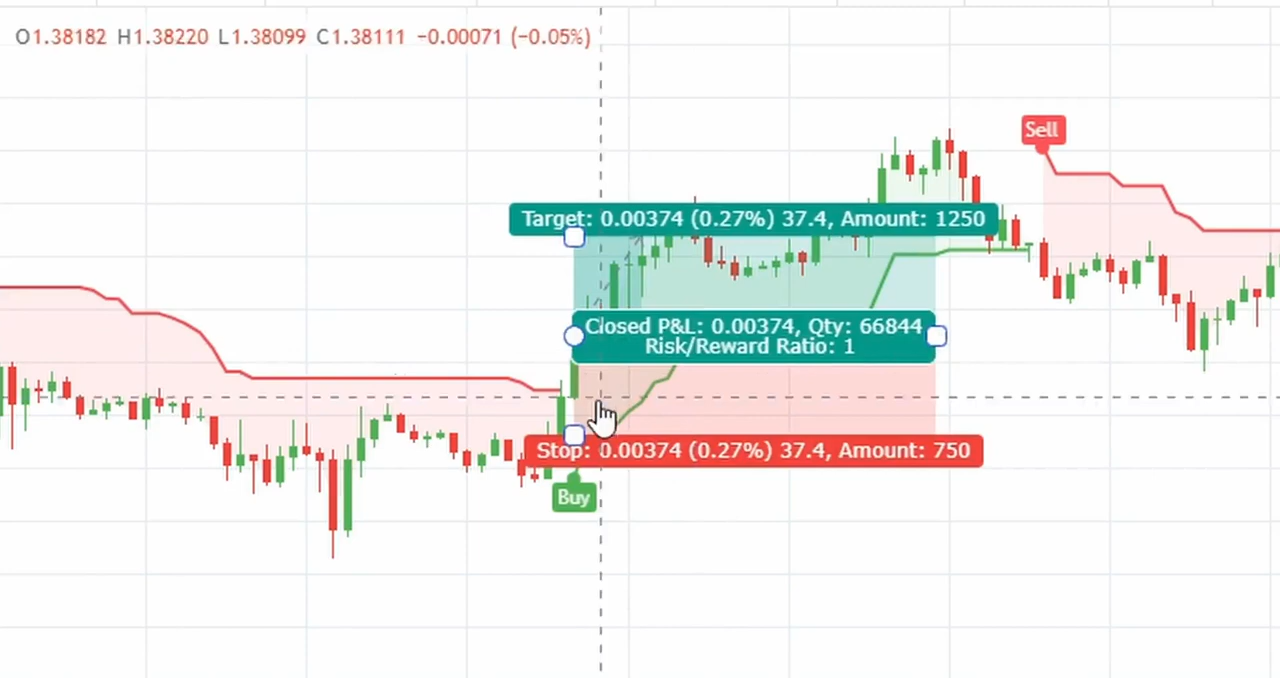 O1.38182 H1.38220 L1.38099 C1.38111 −0.00071 (−0.05%)
Sell
Target: 0.00374 (0.27%) 37.4, Amount: 1250
Closed P&L: 0.00374, Qty: 66844
Risk/Reward Ratio: 1
Stop: 0.00374 (0.27%) 37.4, Amount: 750
Buy